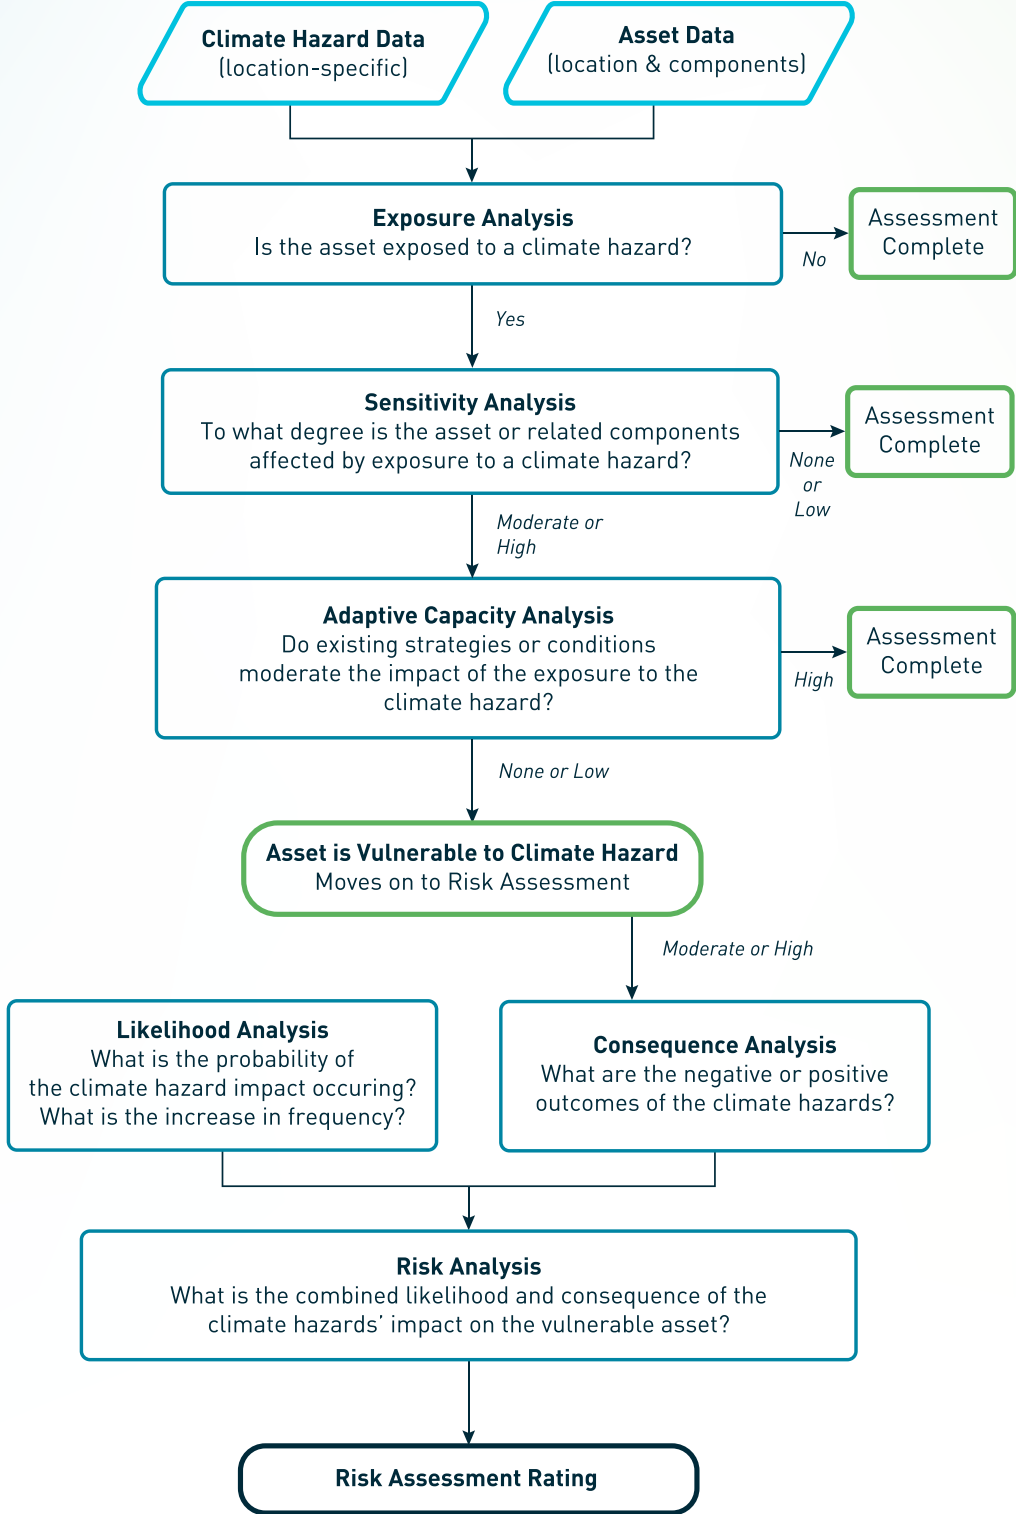 Climate Hazard Data
(location-specific)
Asset Data
(location & components)
Exposure Analysis
Is the asset exposed to a climate hazard?
No
Assessment
Complete
Yes
Sensitivity Analysis
To what degree is the asset or related components
affected by exposure to a climate hazard?
None
or
Low
Assessment
Complete
Moderate or
High
Adaptive Capacity Analysis
Do existing strategies or conditions
moderate the impact of the exposure to the
climate hazard?
High
Assessment
Complete
None or Low
Asset is Vulnerable to Climate Hazard
Moves on to Risk Assessment
Moderate or High
Likelihood Analysis
What is the probability of
the climate hazard impact occuring?
What is the increase in frequency?
Consequence Analysis
What are the negative or positive
outcomes of the climate hazards?
Risk Analysis
What is the combined likelihood and consequence of the
climate hazards’ impact on the vulnerable asset?
Risk Assessment Rating